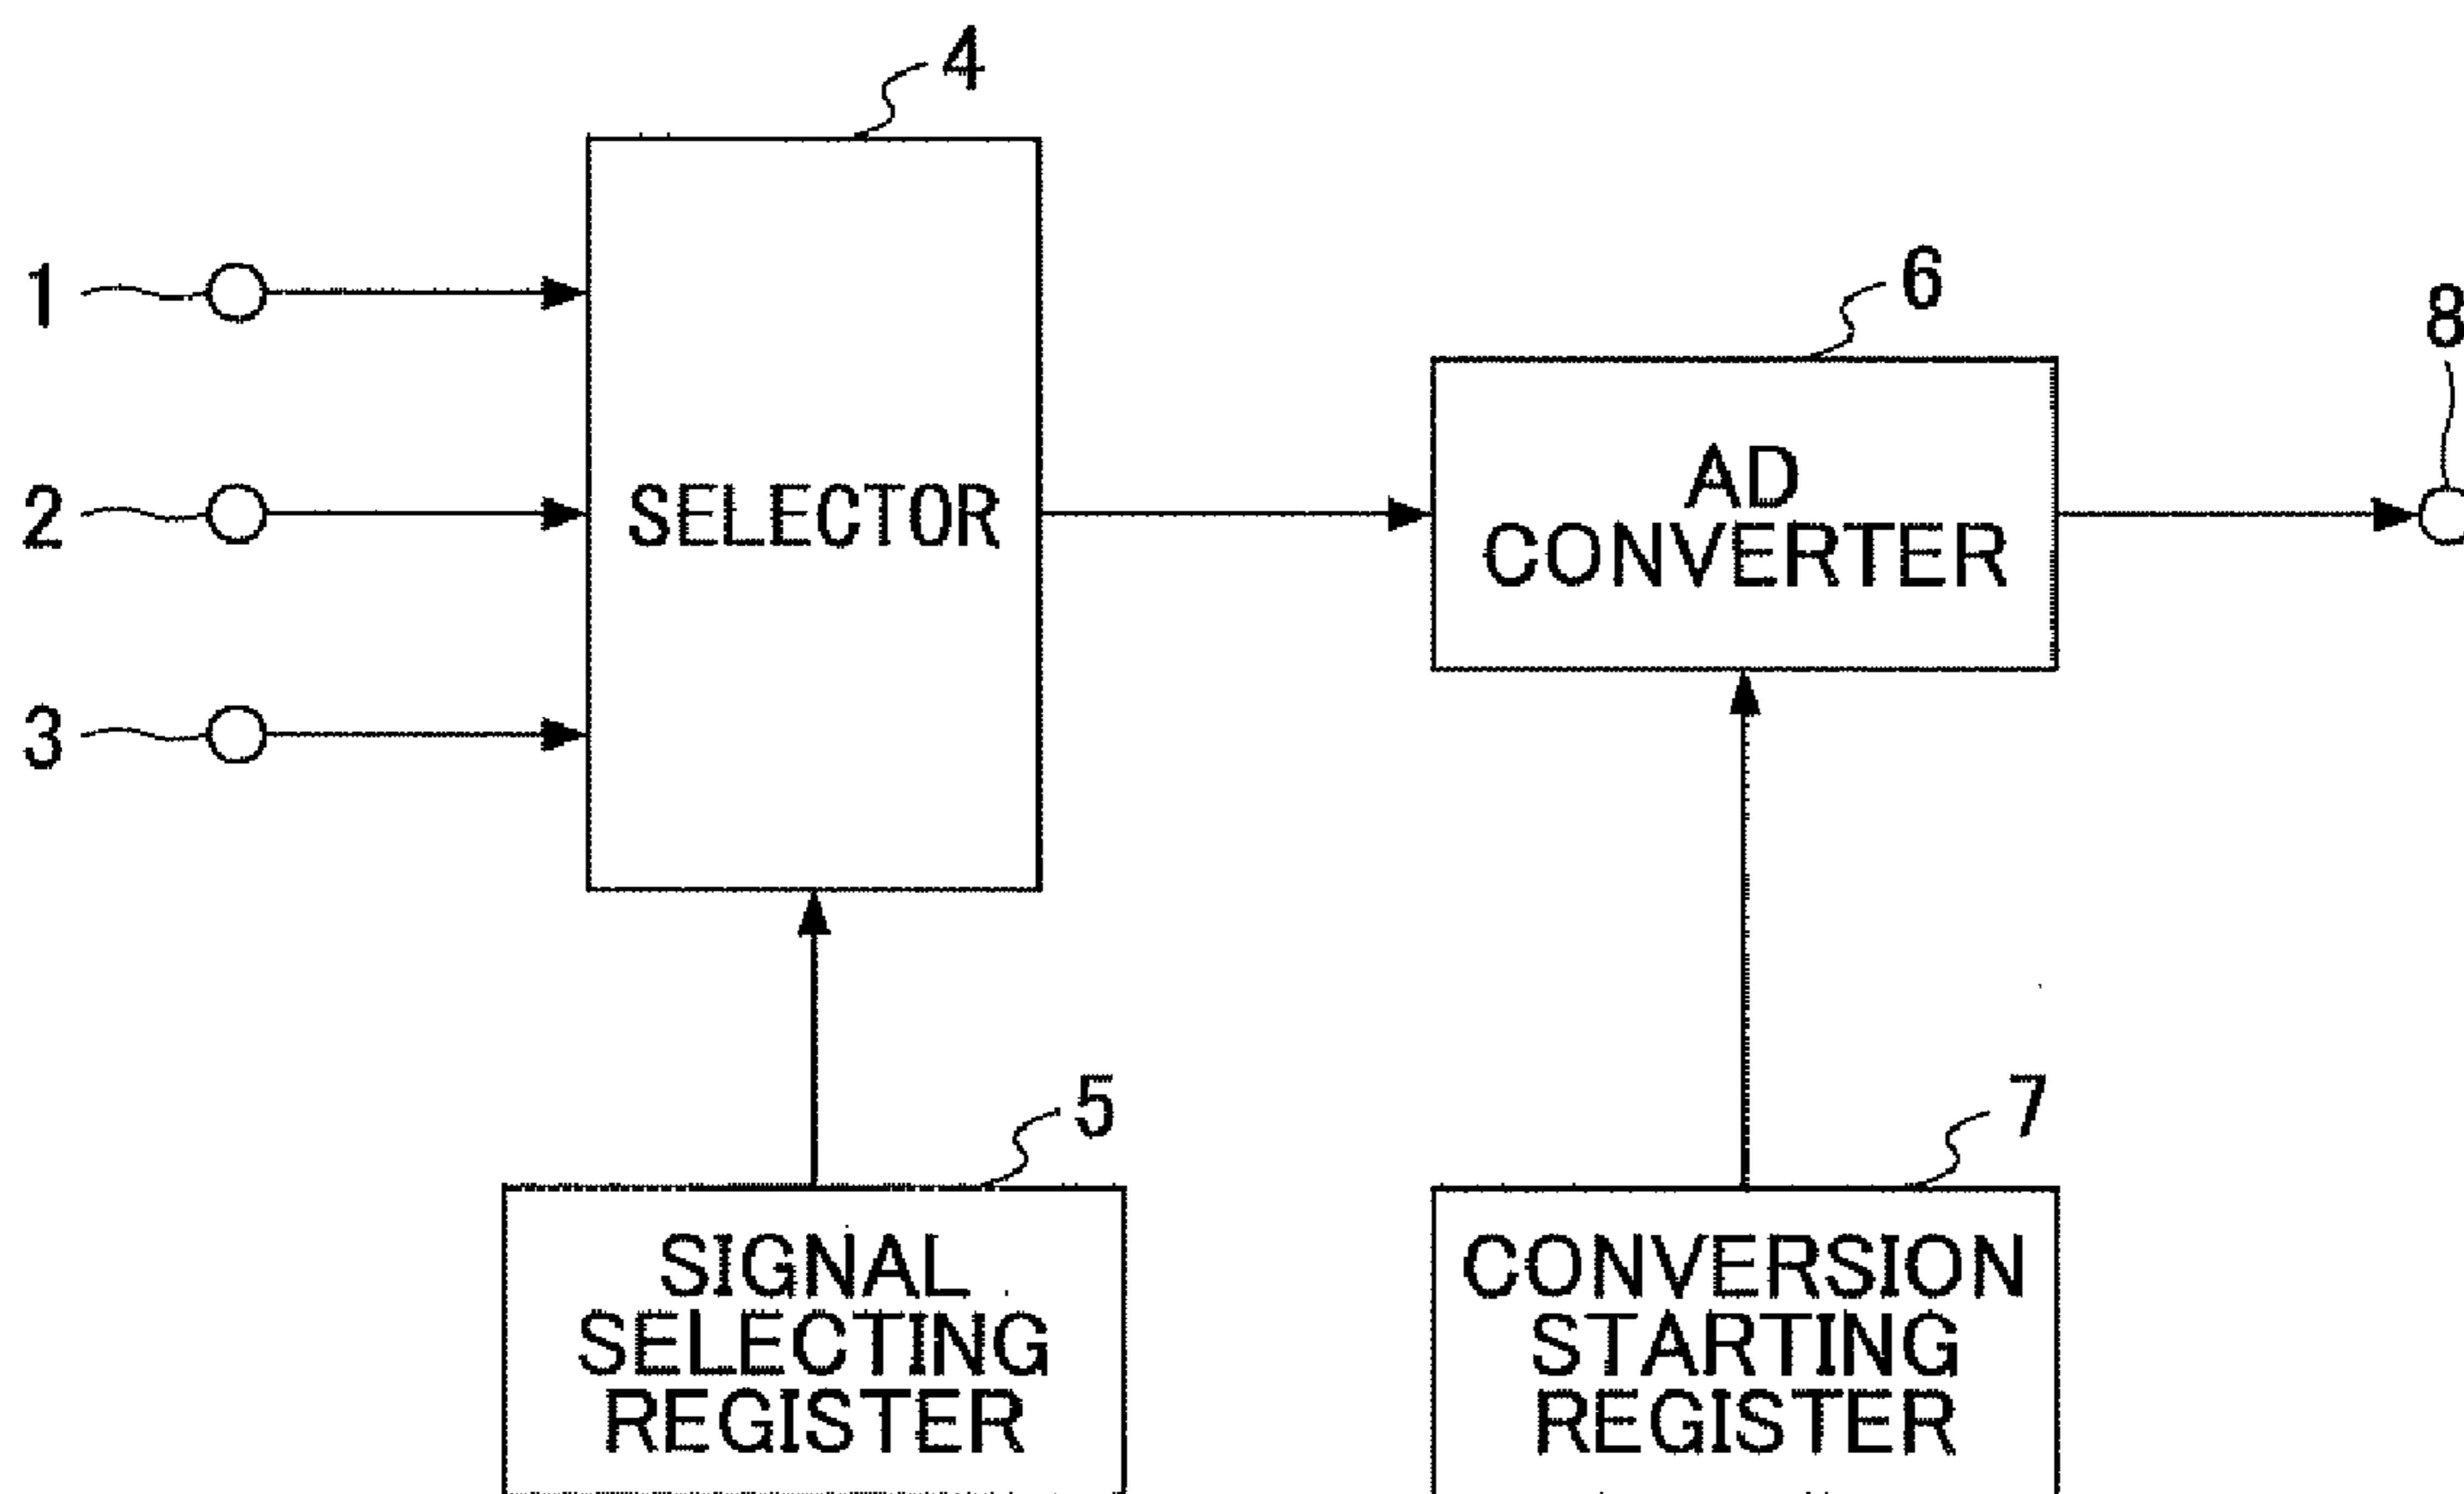 4
1
6
8
AD
2
SELECTOR
CONVERTER
3
5
7
SIGNAL
SELECTING
REGISTER
CONVERSION
STARTING
REGISTER